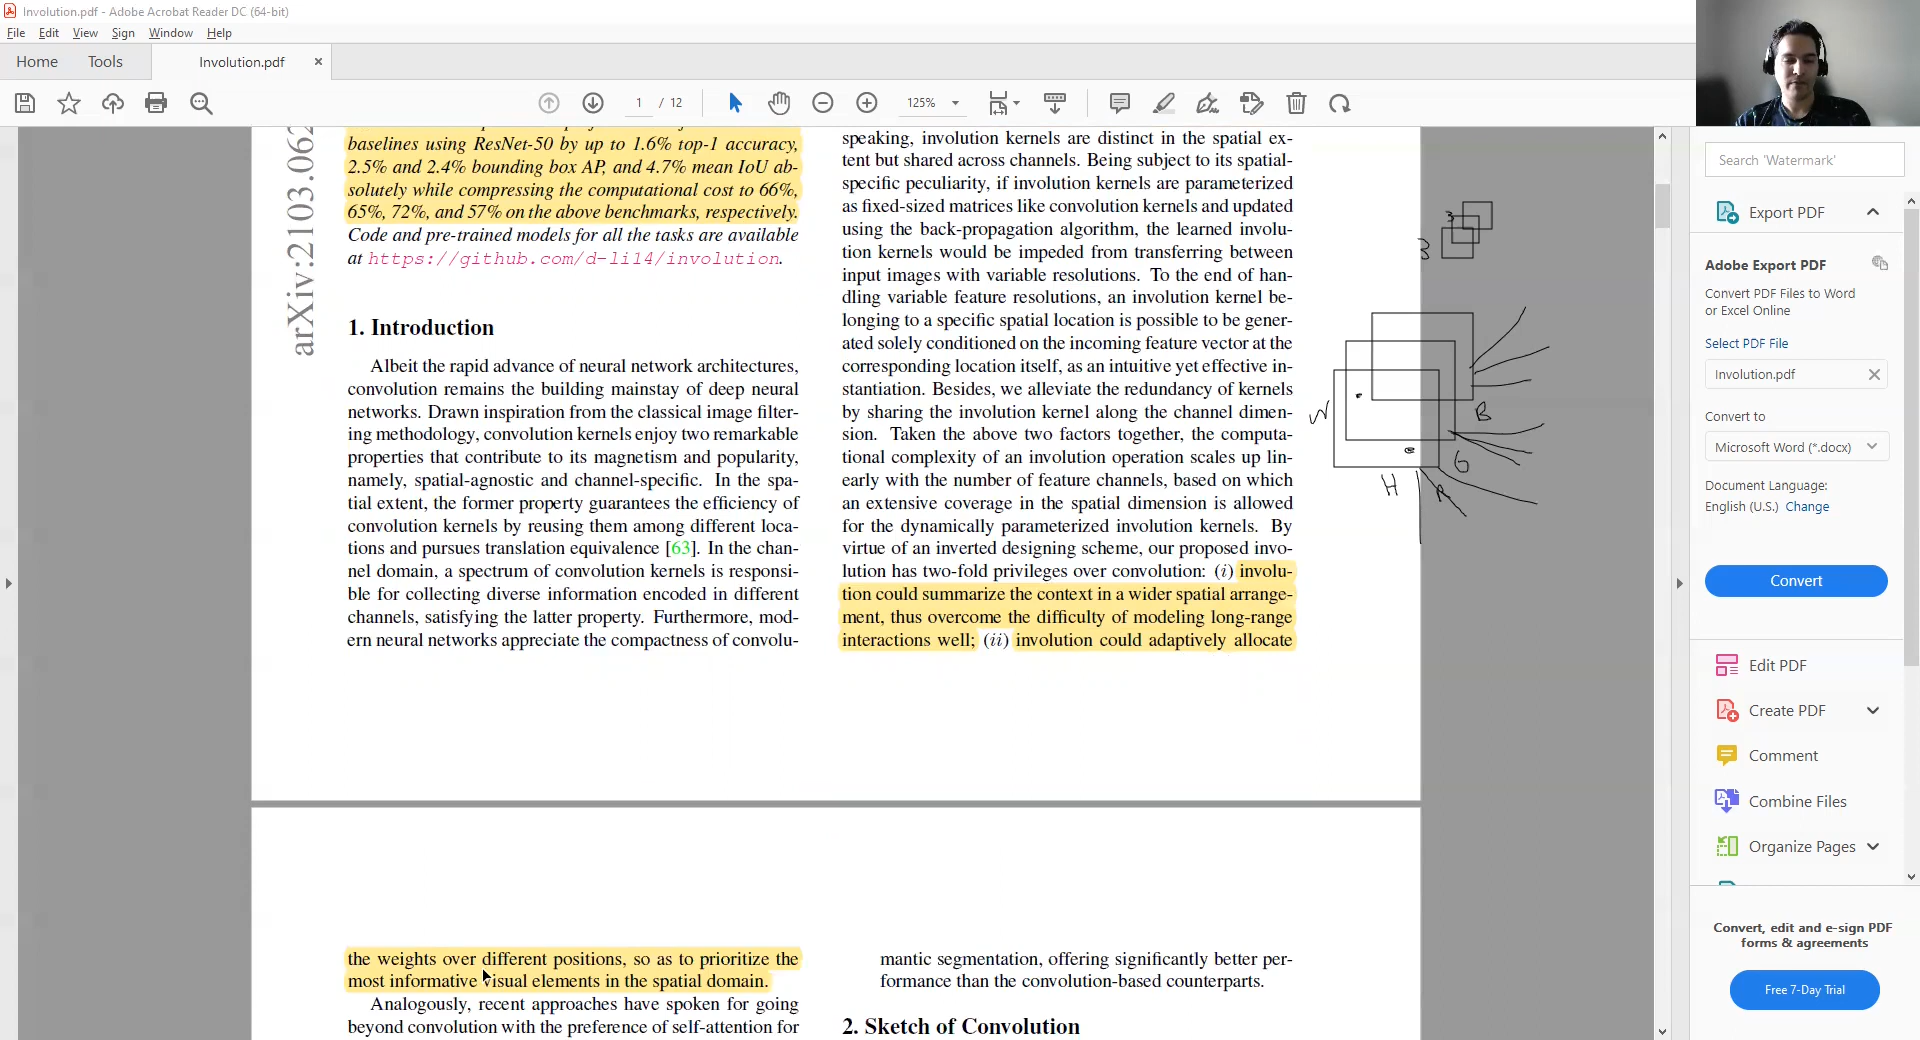 Involution.pdf - Adobe Acrobat Reader DC (64-bit)
File Edit View Sign Window Help
Home Tools Involution.pdf ×
1 / 12 125%
arXiv:2103.062
baselines using ResNet-50 by up to 1.6% top-1 accuracy,
2.5% and 2.4% bounding box AP, and 4.7% mean IoU ab-
solutely while compressing the computational cost to 66%,
65%, 72%, and 57% on the above benchmarks, respectively.
Code and pre-trained models for all the tasks are available
at https://github.com/d-li14/involution.
1. Introduction
Albeit the rapid advance of neural network architectures,
convolution remains the building mainstay of deep neural
networks. Drawn inspiration from the classical image filter-
ing methodology, convolution kernels enjoy two remarkable
properties that contribute to its magnetism and popularity,
namely, spatial-agnostic and channel-specific. In the spa-
tial extent, the former property guarantees the efficiency of
convolution kernels by reusing them among different loca-
tions and pursues translation equivalence [63]. In the chan-
nel domain, a spectrum of convolution kernels is responsi-
ble for collecting diverse information encoded in different
channels, satisfying the latter property. Furthermore, mod-
ern neural networks appreciate the compactness of convolu-
speaking, involution kernels are distinct in the spatial ex-
tent but shared across channels. Being subject to its spatial-
specific peculiarity, if involution kernels are parameterized
as fixed-sized matrices like convolution kernels and updated
using the back-propagation algorithm, the learned involu-
tion kernels would be impeded from transferring between
input images with variable resolutions. To the end of han-
dling variable feature resolutions, an involution kernel be-
longing to a specific spatial location is possible to be gener-
ated solely conditioned on the incoming feature vector at the
corresponding location itself, as an intuitive yet effective in-
stantiation. Besides, we alleviate the redundancy of kernels
by sharing the involution kernel along the channel dimen-
sion. Taken the above two factors together, the computa-
tional complexity of an involution operation scales up lin-
early with the number of feature channels, based on which
an extensive coverage in the spatial dimension is allowed
for the dynamically parameterized involution kernels. By
virtue of an inverted designing scheme, our proposed invo-
lution has two-fold privileges over convolution: (i) involu-
tion could summarize the context in a wider spatial arrange-
ment, thus overcome the difficulty of modeling long-range
interactions well; (ii) involution could adaptively allocate
3
3
W
B
G
H
R
the weights over different positions, so as to prioritize the
most informative visual elements in the spatial domain.
Analogously, recent approaches have spoken for going
beyond convolution with the preference of self-attention for
mantic segmentation, offering significantly better per-
formance than the convolution-based counterparts.
2. Sketch of Convolution
Search 'Watermark'
Export PDF
Adobe Export PDF
Convert PDF Files to Word
or Excel Online
Select PDF File
Involution.pdf
Convert to
Microsoft Word (*.docx)
Document Language:
English (U.S.) Change
Convert
Edit PDF
Create PDF
Comment
Combine Files
Organize Pages
Convert, edit and e-sign PDF
forms & agreements
Free 7-Day Trial